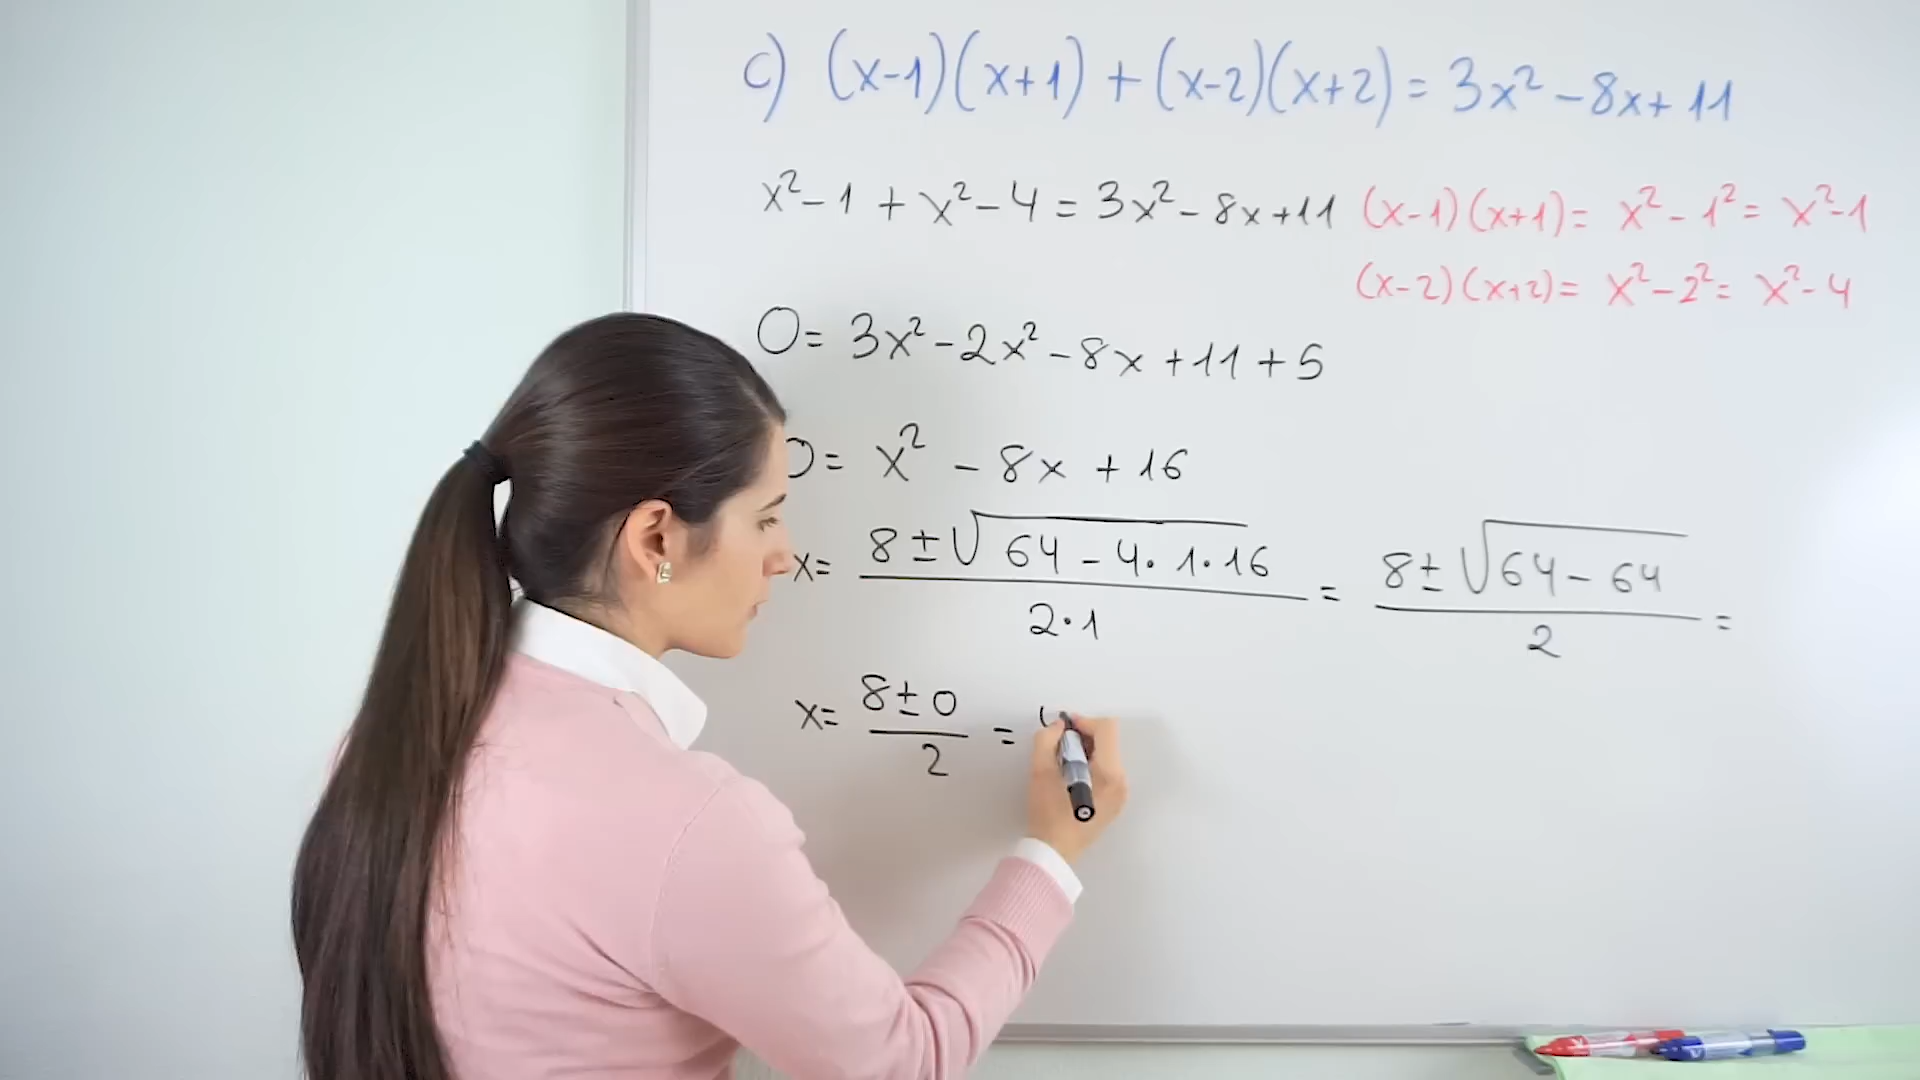 c) (x-1)(x+1) + (x-2)(x+2) = 3x² - 8x + 11
x² - 1 + x² - 4 = 3x² - 8x + 11
(x-1)(x+1) = x² - 1² = x² - 1
(x-2)(x+2) = x² - 2² = x² - 4
0 = 3x² - 2x² - 8x + 11 + 5
0 = x² - 8x + 16
x = (8 ± √(64 - 4·1·16)) / (2·1) = (8 ± √(64 - 64)) / 2 =
x = (8 ± 0) / 2 =